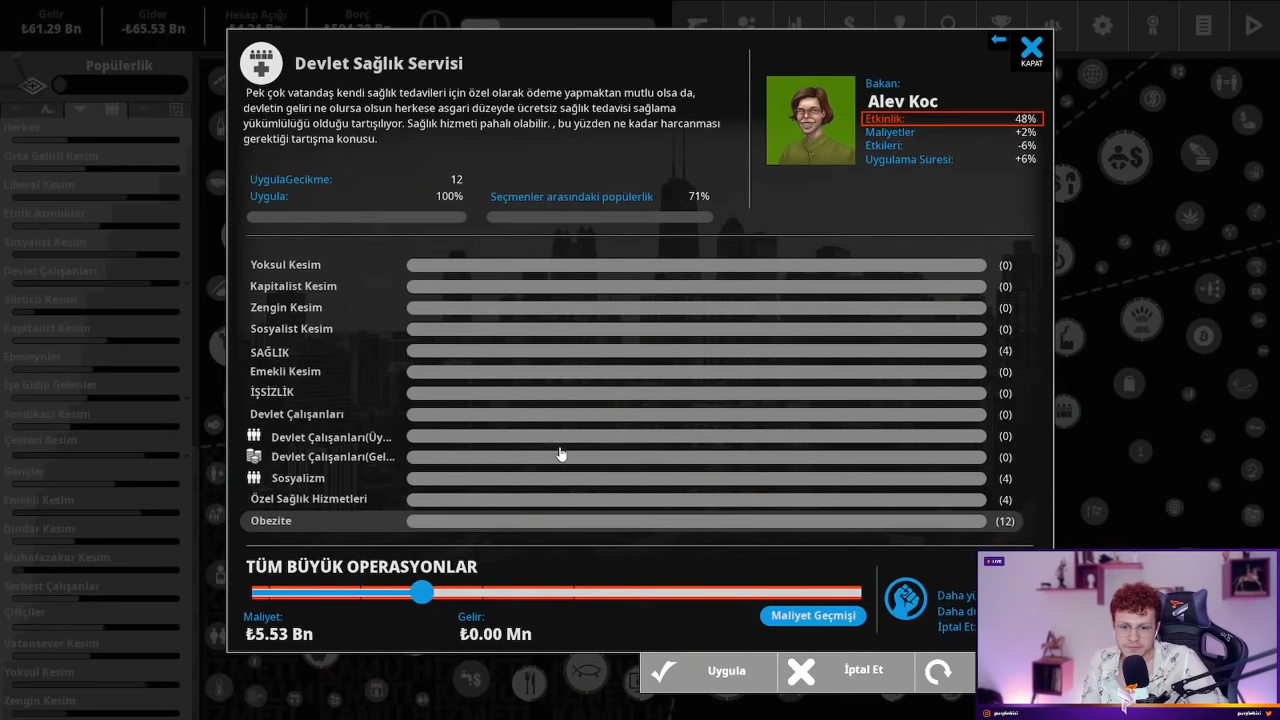 Gelir
₺61.29 Bn
Gider
-₺65.53 Bn
Hesap Açığı
Borç
Popülerlik
Herkes
Orta Gelirli Kesim
Liberal Kesim
Etnik Azınlıklar
Sosyalist Kesim
Devlet Çalışanları
Sürücü Kesim
Kapitalist Kesim
Ebeveynler
İşe Gidip Gelenler
Sendikacı Kesim
Çevreci Kesim
Gençler
Emekli Kesim
Dindar Kesim
Muhafazakar Kesim
Serbest Çalışanlar
Çiftçiler
Vatansever Kesim
Yoksul Kesim
Zengin Kesim
Devlet Sağlık Servisi
Pek çok vatandaş kendi sağlık tedavileri için özel olarak ödeme yapmaktan mutlu olsa da,
devletin geliri ne olursa olsun herkese asgari düzeyde ücretsiz sağlık tedavisi sağlama
yükümlülüğü olduğu tartışılıyor. Sağlık hizmeti pahalı olabilir. , bu yüzden ne kadar harcanması
gerektiği tartışma konusu.
UygulaGecikme: 12
Uygula: 100%
Seçmenler arasındaki popülerlik 71%
KAPAT
Bakan:
Alev Koc
Etkinlik: 48%
Maliyetler +2%
Etkileri: -6%
Uygulama Süresi: +6%
Yoksul Kesim (0)
Kapitalist Kesim (0)
Zengin Kesim (0)
Sosyalist Kesim (0)
SAĞLIK (4)
Emekli Kesim (0)
İŞSİZLİK (0)
Devlet Çalışanları (0)
Devlet Çalışanları(Üy... (0)
Devlet Çalışanları(Gel... (0)
Sosyalizm (4)
Özel Sağlık Hizmetleri (4)
Obezite (12)
TÜM BÜYÜK OPERASYONLAR
Maliyet:
₺5.53 Bn
Gelir:
₺0.00 Mn
Maliyet Geçmişi
Daha yü
Daha dü
İptal Et:
Uygula
İptal Et
LIVE
purplebixi
purplebixi